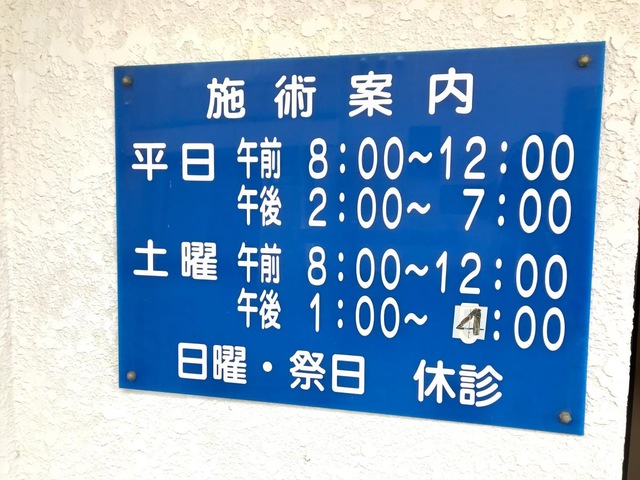 施術案内
平日 午前 8:00~12:00
午後 2:00~ 7:00
土曜 午前 8:00~12:00
午後 1:00~ 4:00
日曜・祭日 休診